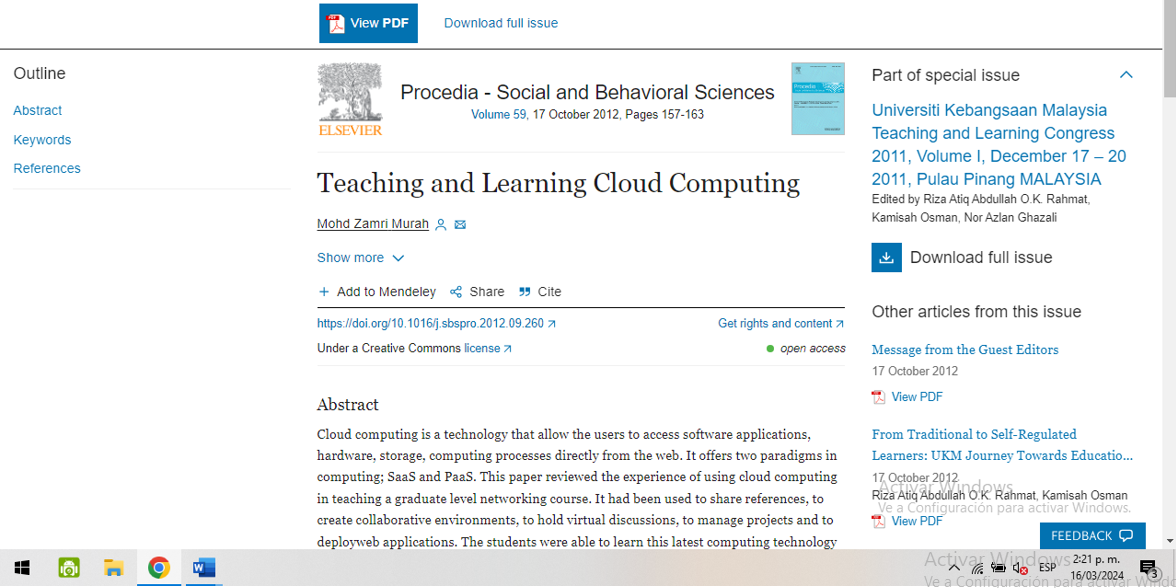 View PDF
Download full issue
Outline
Abstract
Keywords
References
ELSEVIER
Procedia - Social and Behavioral Sciences
Volume 59, 17 October 2012, Pages 157-163
Teaching and Learning Cloud Computing
Mohd Zamri Murah
Show more
Add to Mendeley
Share
Cite
https://doi.org/10.1016/j.sbspro.2012.09.260
Get rights and content
Under a Creative Commons license
open access
Abstract
Cloud computing is a technology that allow the users to access software applications,
hardware, storage, computing processes directly from the web. It offers two paradigms in
computing; SaaS and PaaS. This paper reviewed the experience of using cloud computing
in teaching a graduate level networking course. It had been used to share references, to
create collaborative environments, to hold virtual discussions, to manage projects and to
deployweb applications. The students were able to learn this latest computing technology
Part of special issue
Universiti Kebangsaan Malaysia
Teaching and Learning Congress
2011, Volume I, December 17 – 20
2011, Pulau Pinang MALAYSIA
Edited by Riza Atiq Abdullah O.K. Rahmat,
Kamisah Osman, Nor Azlan Ghazali
Download full issue
Other articles from this issue
Message from the Guest Editors
17 October 2012
View PDF
From Traditional to Self-Regulated
Learners: UKM Journey Towards Educatio...
17 October 2012
Riza Atiq Abdullah O.K. Rahmat, Kamisah Osman
View PDF
Activar Windows
Ve a Configuración para activar Windows.
FEEDBACK
Activar Windows
Ve a Configuración para activar
ESP
2:21 p. m.
16/03/2024
3